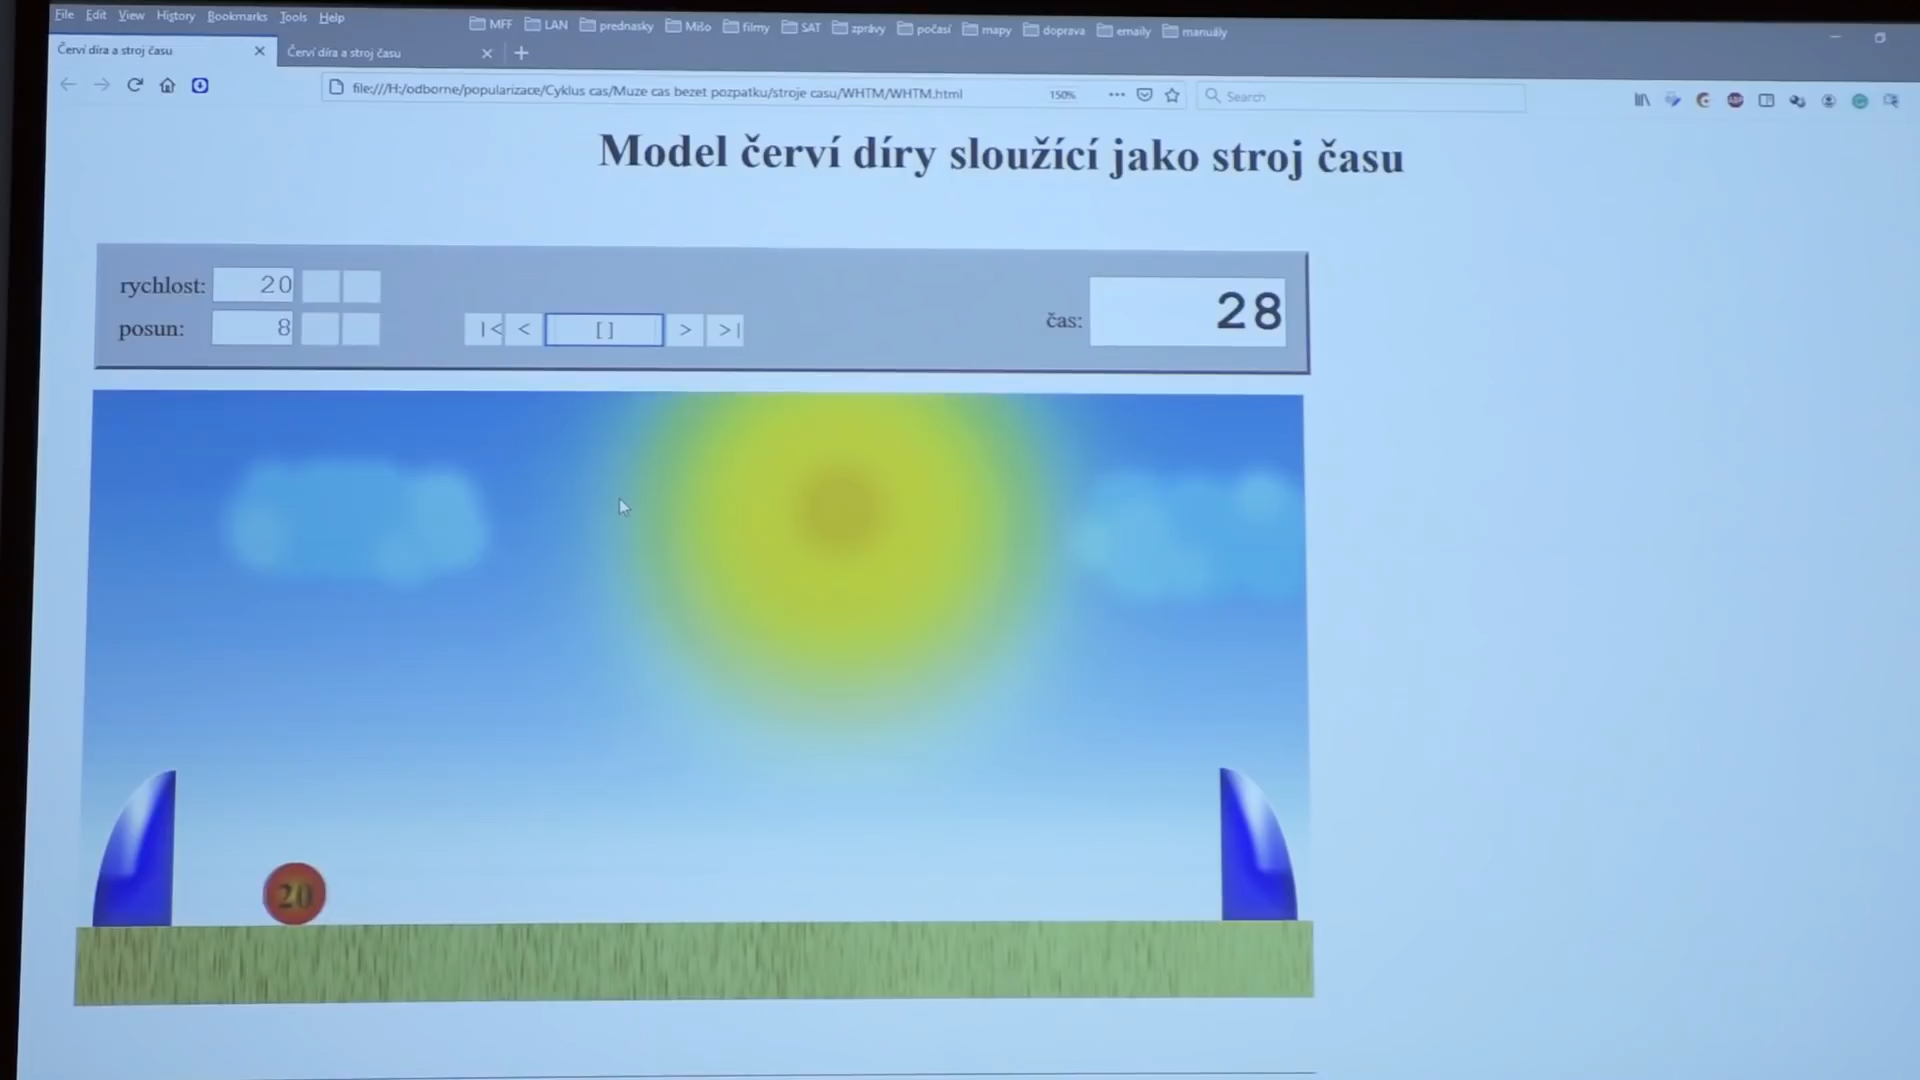 File Edit View History Bookmarks Tools Help
MFF LAN prednasky Mišo filmy SAT zprávy počasí mapy doprava emaily manuály
Červí díra a stroj času × Červí díra a stroj času × +
file:///H:/odborne/popularizace/Cyklus cas/Muze cas bezet pozpatku/stroje casu/WHTM/WHTM.html 150% Search
ABP
Model červí díry sloužící jako stroj času
rychlost: 20
posun: 8
|< < [] > >|
čas: 28
20